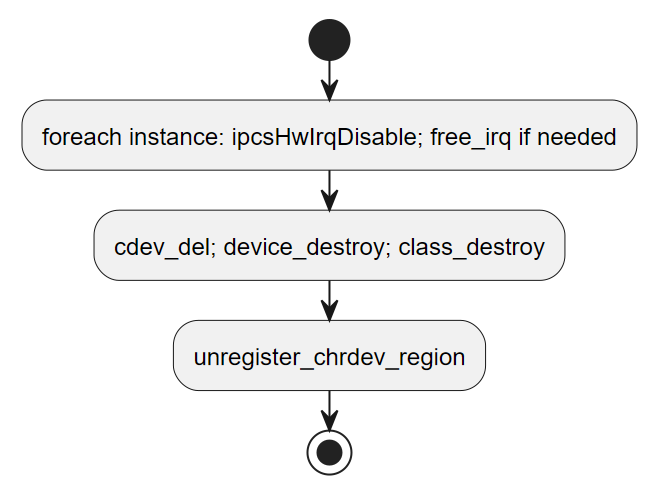 foreach instance: ipcsHwIrqDisable; free_irq if needed
cdev_del; device_destroy; class_destroy
unregister_chrdev_region